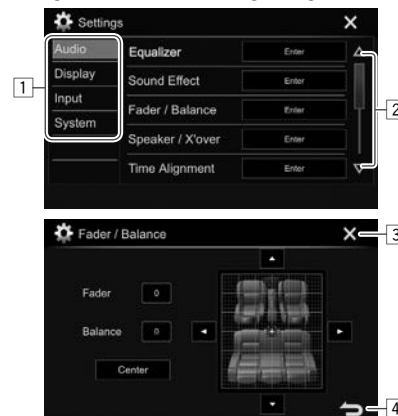 Settings
Audio
Equalizer Enter
Display
Sound Effect Enter
1
2
Input
Fader / Balance Enter
System
Speaker / X'over Enter
Time Alignment Enter
Fader / Balance
3
Fader 0
Balance 0
Center
4